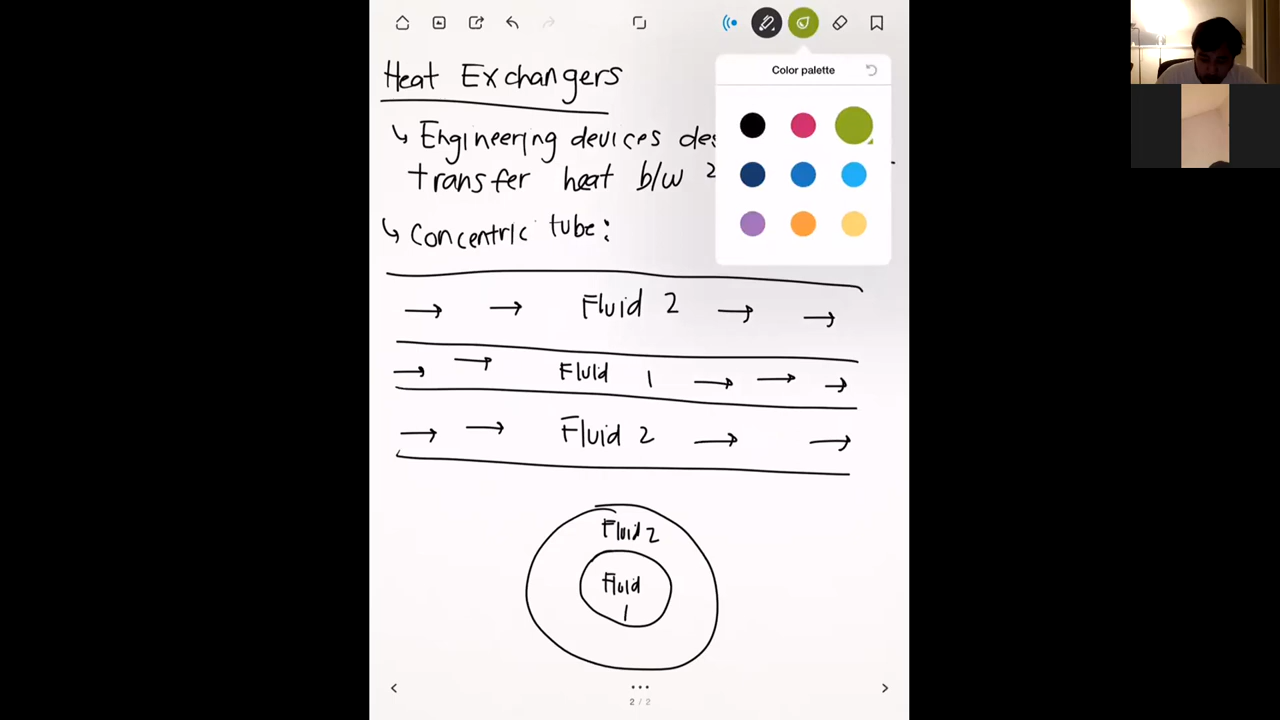 Color palette
Heat Exchangers
↳ Engineering devices des
transfer heat b/w 2
↳ Concentric tube:
→ → Fluid 2 → →
→ → Fluid 1 → → →
→ → Fluid 2 → →
Fluid 2
Fluid
1
2 / 2